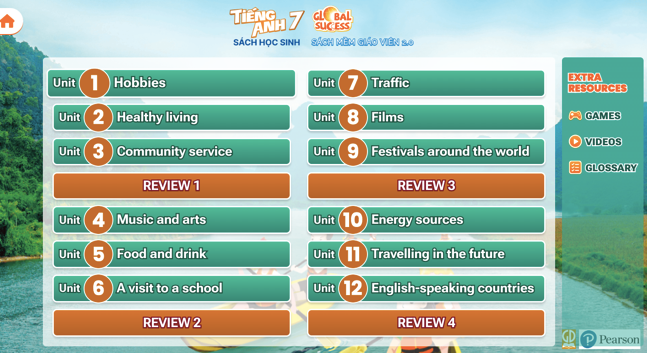 TIẾNG ANH 7
GLOBAL SUCCESS
SÁCH HỌC SINH
SÁCH MỀM GIÁO VIÊN 2.0
Unit 1 Hobbies
Unit 2 Healthy living
Unit 3 Community service
REVIEW 1
Unit 4 Music and arts
Unit 5 Food and drink
Unit 6 A visit to a school
REVIEW 2
Unit 7 Traffic
Unit 8 Films
Unit 9 Festivals around the world
REVIEW 3
Unit 10 Energy sources
Unit 11 Travelling in the future
Unit 12 English-speaking countries
REVIEW 4
EXTRA
RESOURCES
GAMES
VIDEOS
GLOSSARY
Pearson